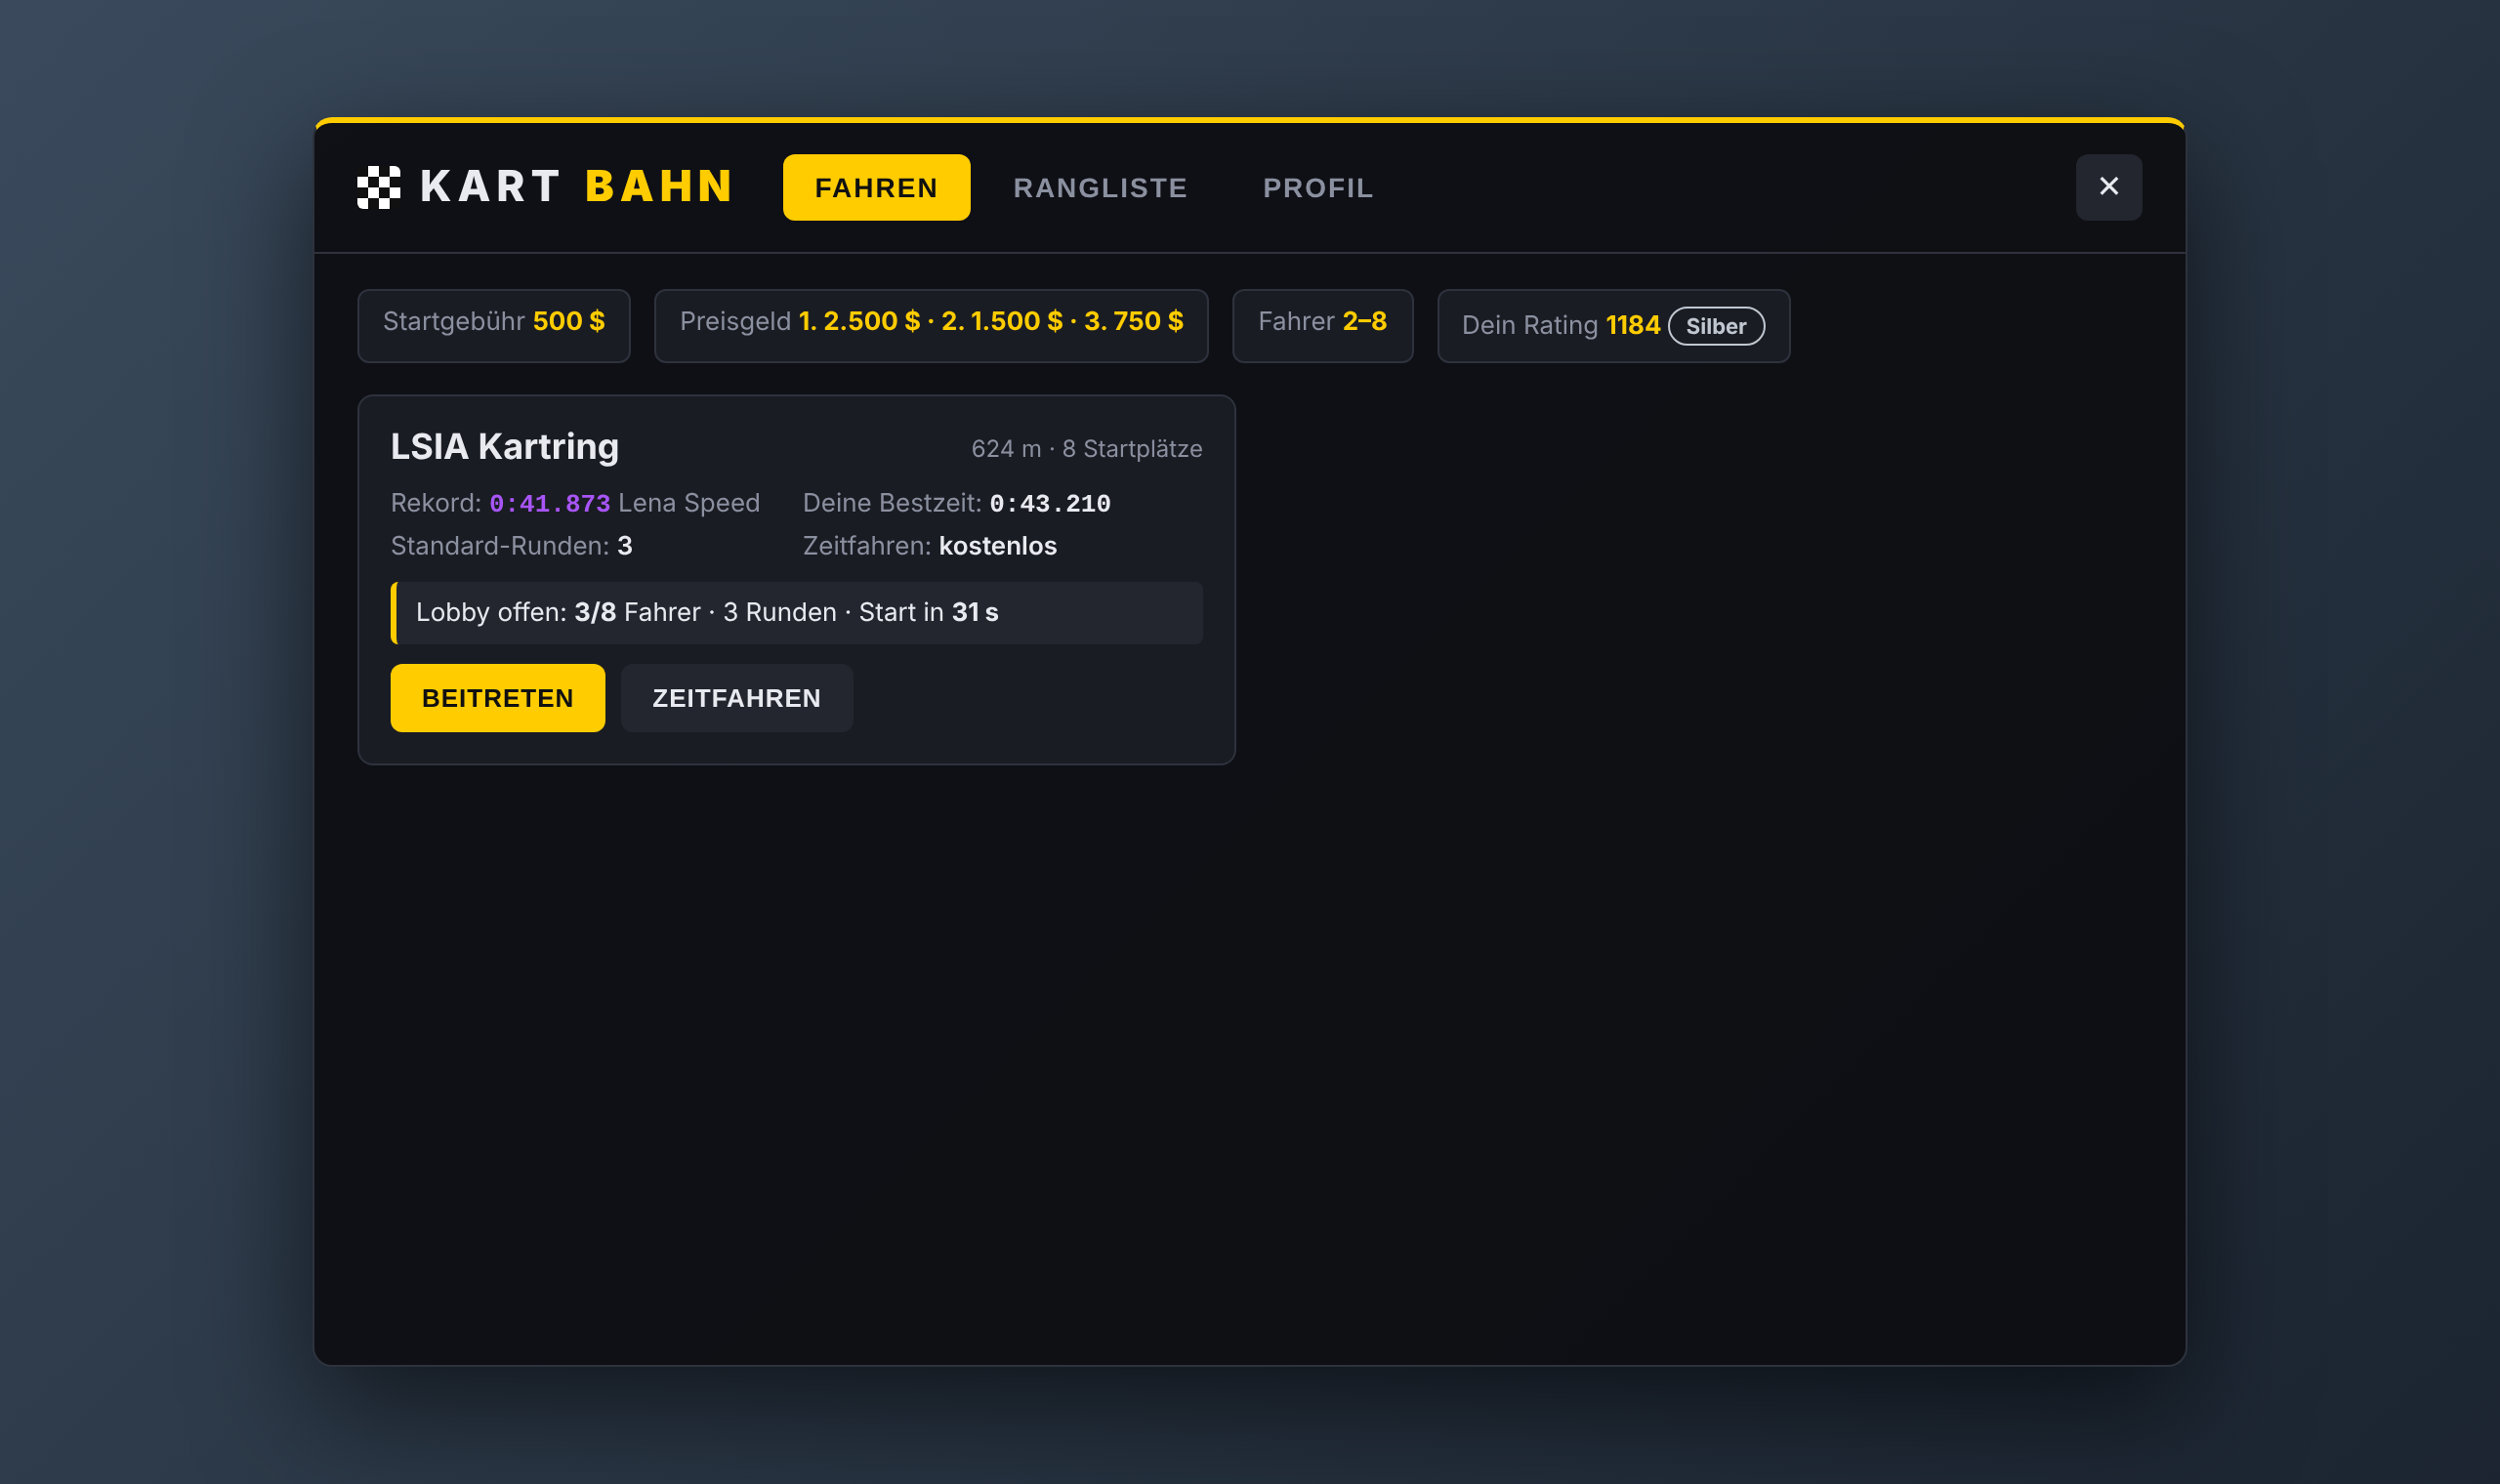 KART BAHN FAHREN RANGLISTE PROFIL ✕
Startgebühr 500 $ Preisgeld 1. 2.500 $ · 2. 1.500 $ · 3. 750 $ Fahrer 2–8 Dein Rating 1184 Silber
LSIA Kartring 624 m · 8 Startplätze
Rekord: 0:41.873 Lena Speed Deine Bestzeit: 0:43.210
Standard-Runden: 3 Zeitfahren: kostenlos
Lobby offen: 3/8 Fahrer · 3 Runden · Start in 31 s
BEITRETEN ZEITFAHREN